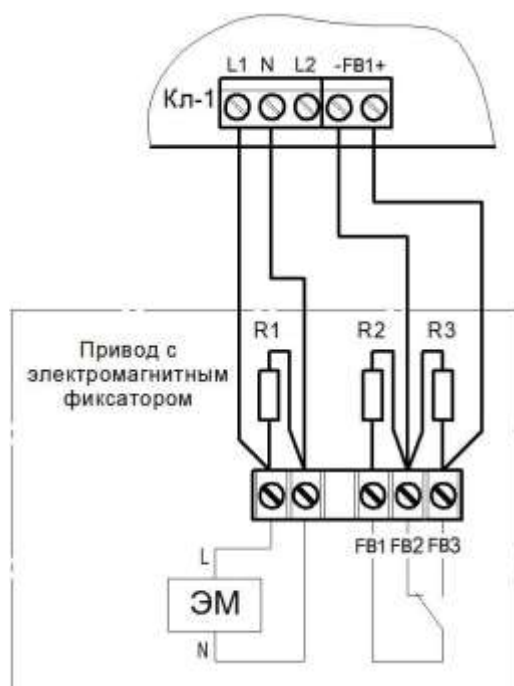 L1 N L2 -FB1+
Кл-1
R1 R2 R3
Привод с
электромагнитным
фиксатором
FB1 FB2 FB3
L
ЭМ
N